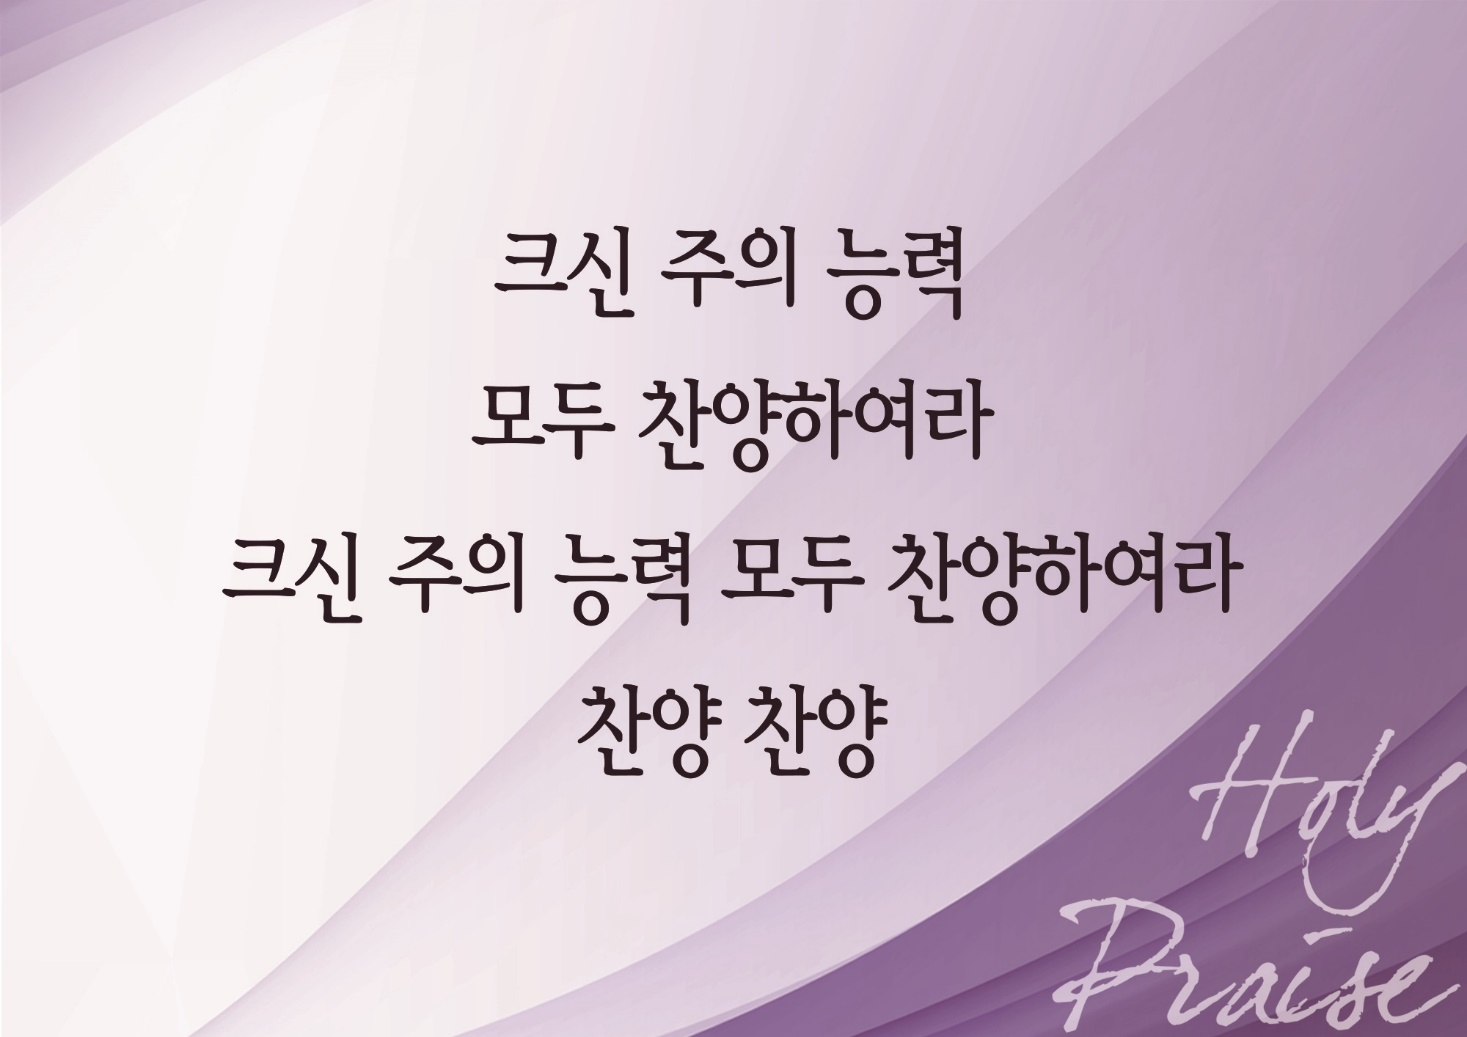 크신 주의 능력
모두 찬양하여라
크신 주의 능력 모두 찬양하여라
찬양 찬양
Holy
Praise